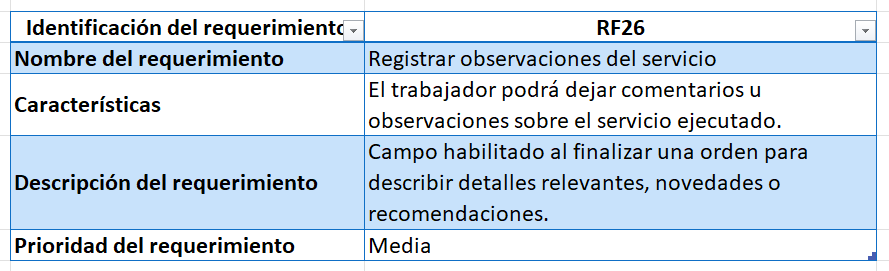 Identificación del requerimiento RF26
Nombre del requerimiento Registrar observaciones del servicio
Características El trabajador podrá dejar comentarios u
observaciones sobre el servicio ejecutado.
Descripción del requerimiento Campo habilitado al finalizar una orden para
describir detalles relevantes, novedades o
recomendaciones.
Prioridad del requerimiento Media